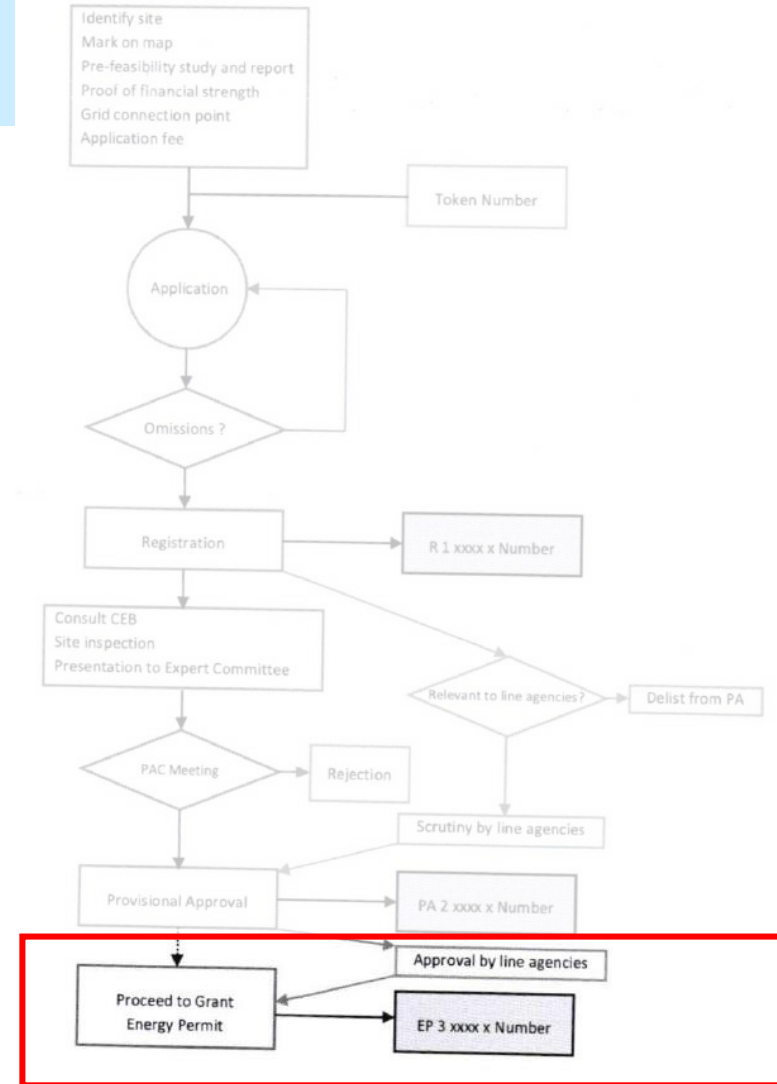 Identify site
Mark on map
Pre-feasibility study and report
Proof of financial strength
Grid connection point
Application fee
Token Number
Application
Omissions ?
Registration
R 1 xxxx x Number
Consult CEB
Site inspection
Presentation to Expert Committee
Relevant to line agencies?
Delist from PA
PAC Meeting
Rejection
Scrutiny by line agencies
Provisional Approval
PA 2 xxxx x Number
Approval by line agencies
Proceed to Grant
Energy Permit
EP 3 xxxx x Number